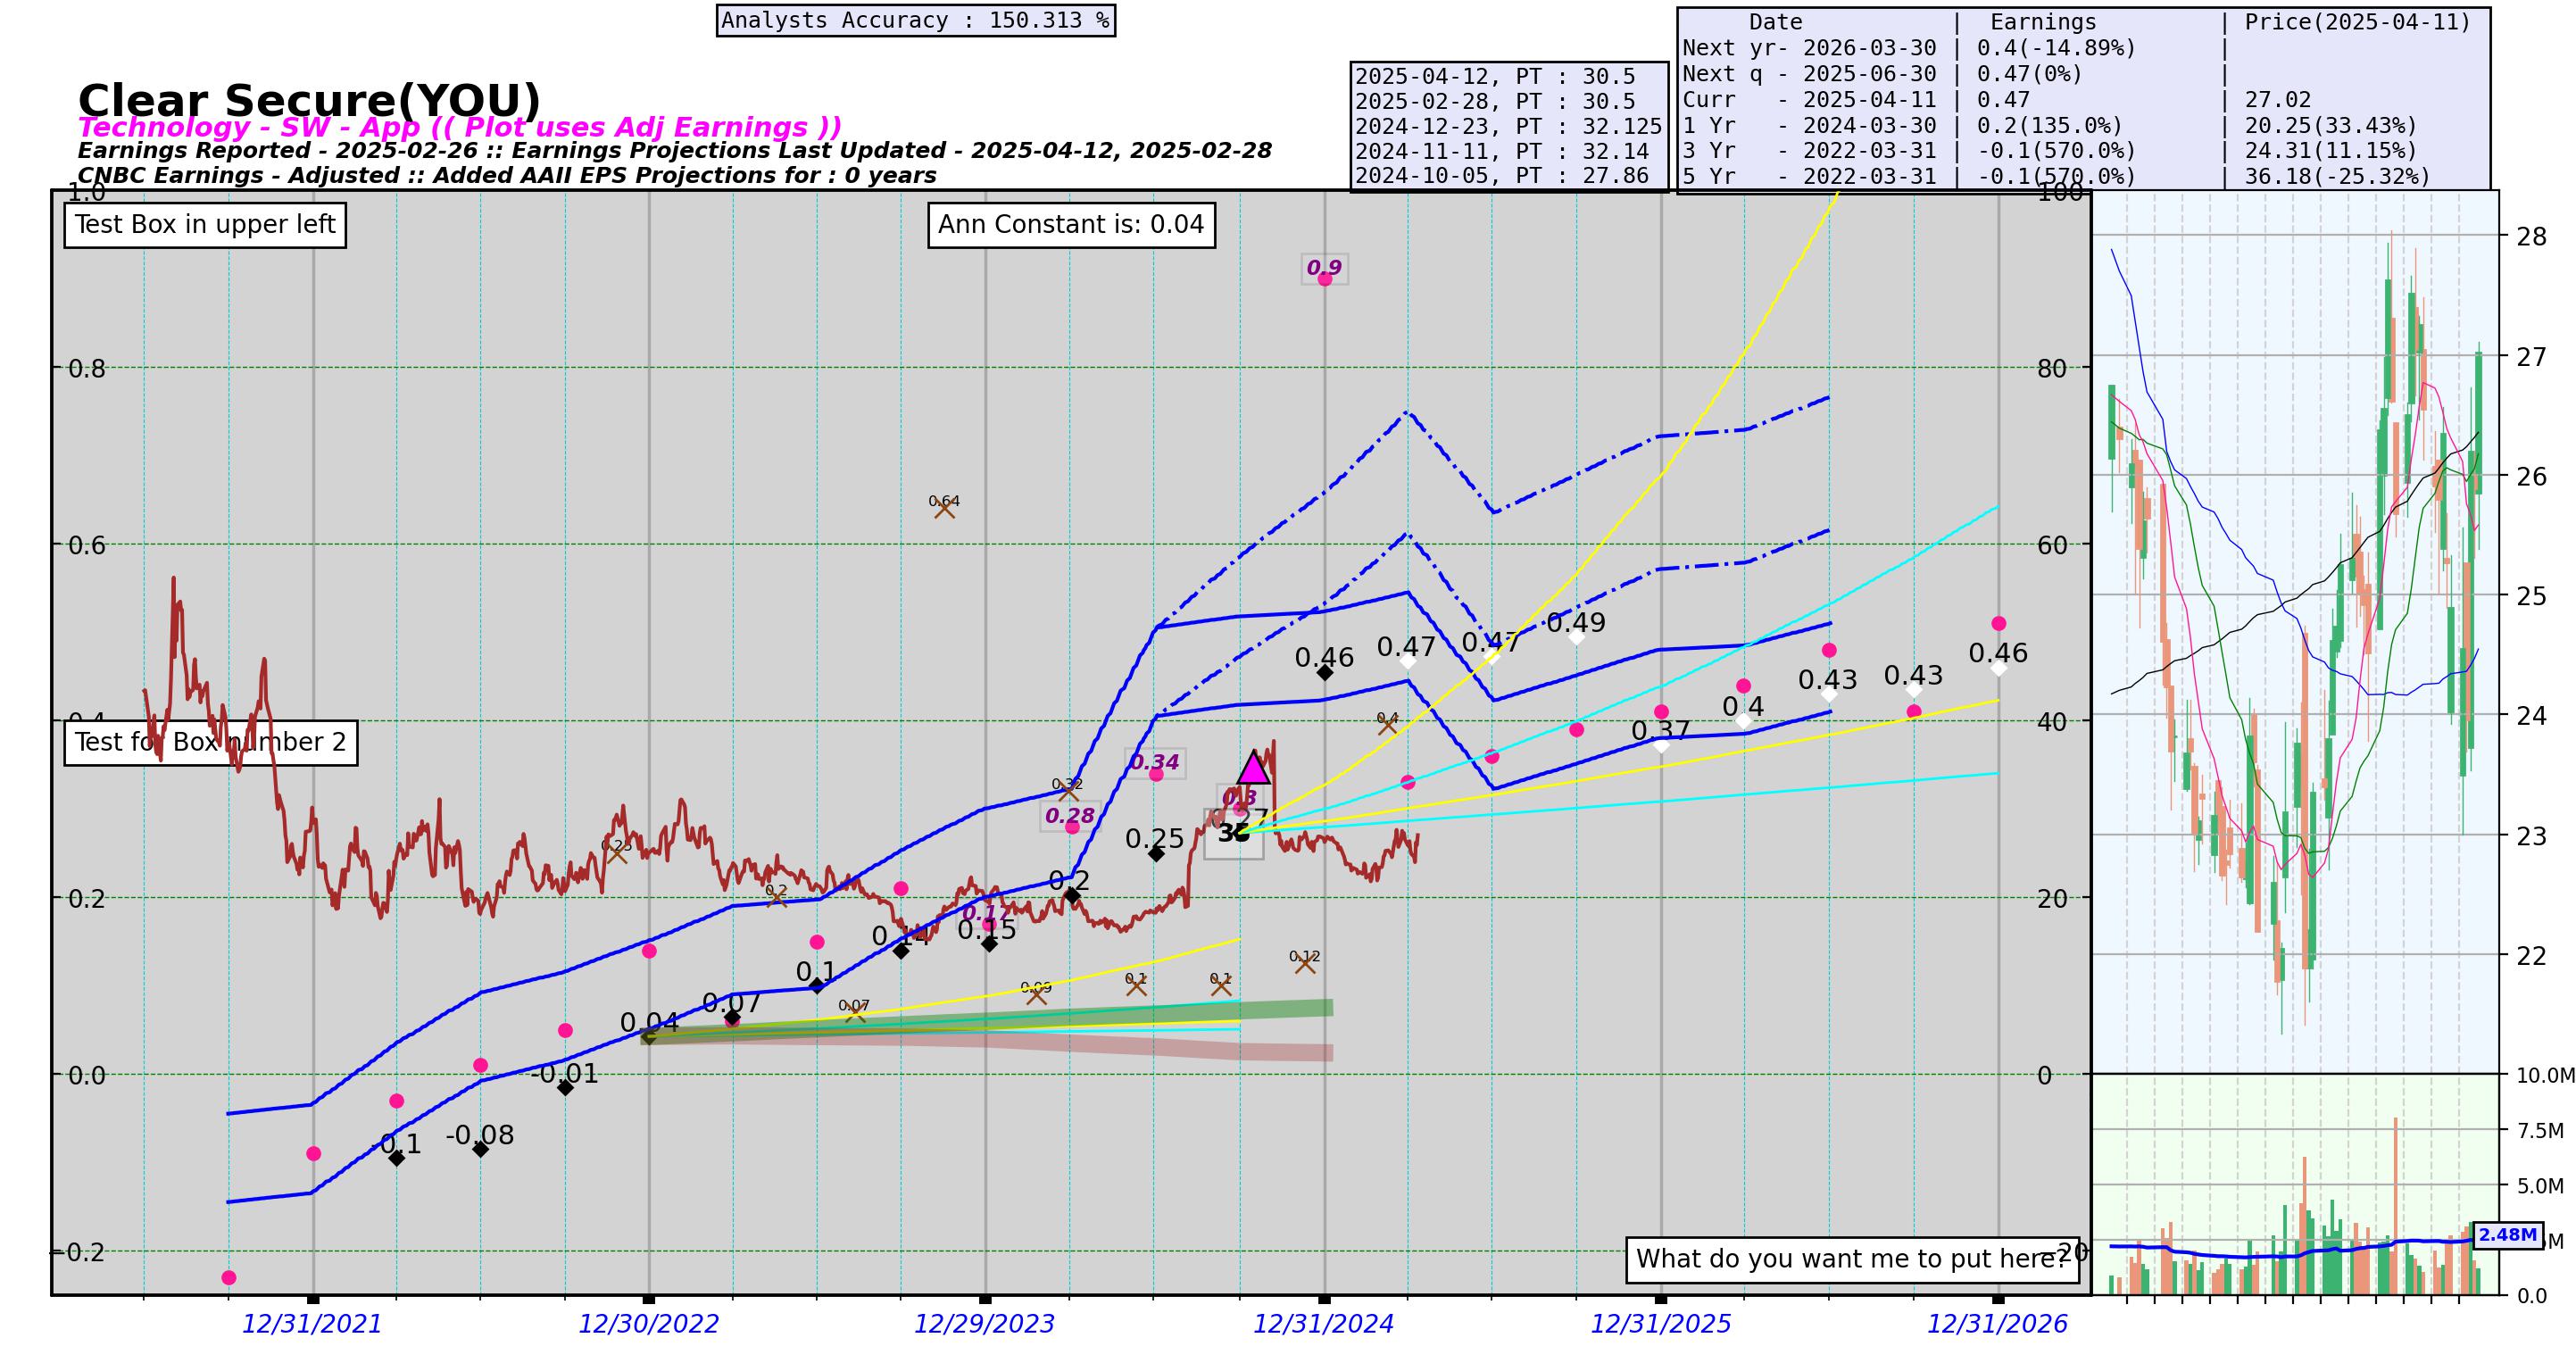 Analysts Accuracy : 150.313 %
Date | Earnings | Price(2025-04-11)
Next yr- 2026-03-30 | 0.4(-14.89%) |
Next q - 2025-06-30 | 0.47(0%) |
Curr - 2025-04-11 | 0.47 | 27.02
1 Yr - 2024-03-30 | 0.2(135.0%) | 20.25(33.43%)
3 Yr - 2022-03-31 | -0.1(570.0%) | 24.31(11.15%)
5 Yr - 2022-03-31 | -0.1(570.0%) | 36.18(-25.32%)
2025-04-12, PT : 30.5
2025-02-28, PT : 30.5
2024-12-23, PT : 32.125
2024-11-11, PT : 32.14
2024-10-05, PT : 27.86
Clear Secure(YOU)
Technology - SW - App (( Plot uses Adj Earnings ))
Earnings Reported - 2025-02-26 :: Earnings Projections Last Updated - 2025-04-12, 2025-02-28
CNBC Earnings - Adjusted :: Added AAII EPS Projections for : 0 years
Test Box in upper left
Ann Constant is: 0.04
Test for Box number 2
What do you want me to put here?
1.0
0.8
0.6
0.4
0.2
0.0
−0.2
100
80
60
40
20
0
−20
-0.1
-0.08
-0.01
0.04
0.07
0.1
0.14
0.15
0.2
0.25
0.27
0.46
0.47
0.47
0.49
0.37
0.4
0.43
0.43
0.46
0.17
0.28
0.34
0.3
0.9
35
0.25
0.2
0.07
0.64
0.09
0.32
0.1
0.1
0.12
0.4
12/31/2021
12/30/2022
12/29/2023
12/31/2024
12/31/2025
12/31/2026
28
27
26
25
24
23
22
10.0M
7.5M
5.0M
2.48M
0.0